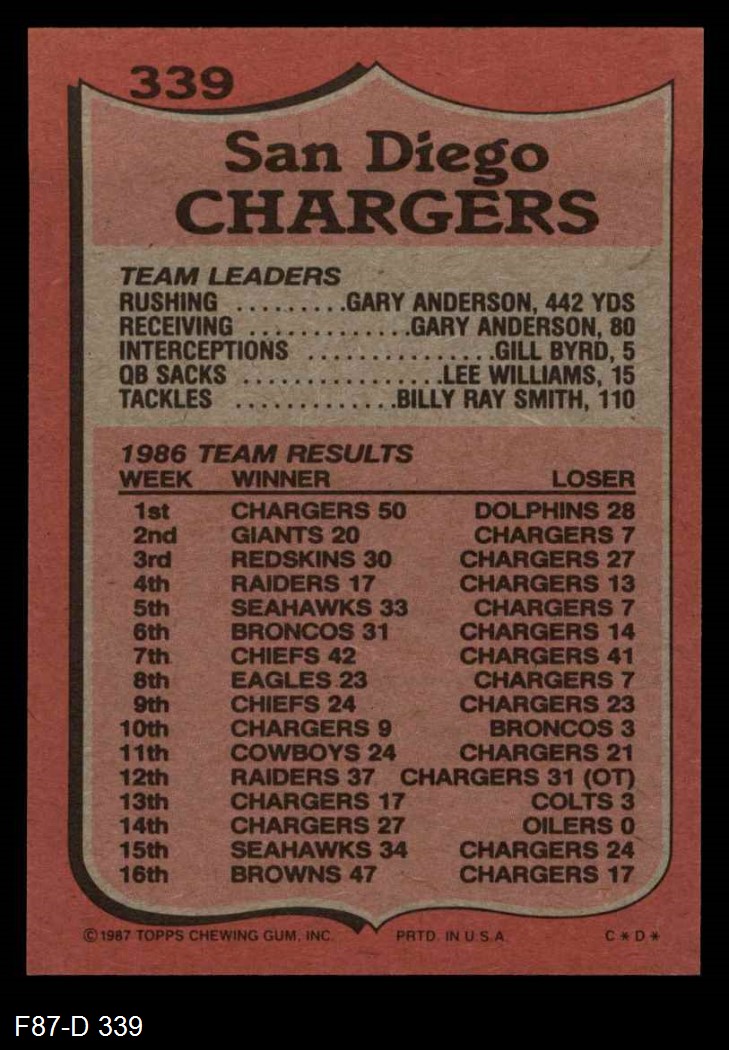 339
San Diego
CHARGERS
TEAM LEADERS
RUSHING .........GARY ANDERSON, 442 YDS
RECEIVING .............GARY ANDERSON, 80
INTERCEPTIONS ...............GILL BYRD, 5
QB SACKS ..................LEE WILLIAMS, 15
TACKLES .............BILLY RAY SMITH, 110
1986 TEAM RESULTS
WEEK WINNER LOSER
1st CHARGERS 50 DOLPHINS 28
2nd GIANTS 20 CHARGERS 7
3rd REDSKINS 30 CHARGERS 27
4th RAIDERS 17 CHARGERS 13
5th SEAHAWKS 33 CHARGERS 7
6th BRONCOS 31 CHARGERS 14
7th CHIEFS 42 CHARGERS 41
8th EAGLES 23 CHARGERS 7
9th CHIEFS 24 CHARGERS 23
10th CHARGERS 9 BRONCOS 3
11th COWBOYS 24 CHARGERS 21
12th RAIDERS 37 CHARGERS 31 (OT)
13th CHARGERS 17 COLTS 3
14th CHARGERS 27 OILERS 0
15th SEAHAWKS 34 CHARGERS 24
16th BROWNS 47 CHARGERS 17
©1987 TOPPS CHEWING GUM, INC. PRTD. IN U.S.A. C * D *
F87-D 339